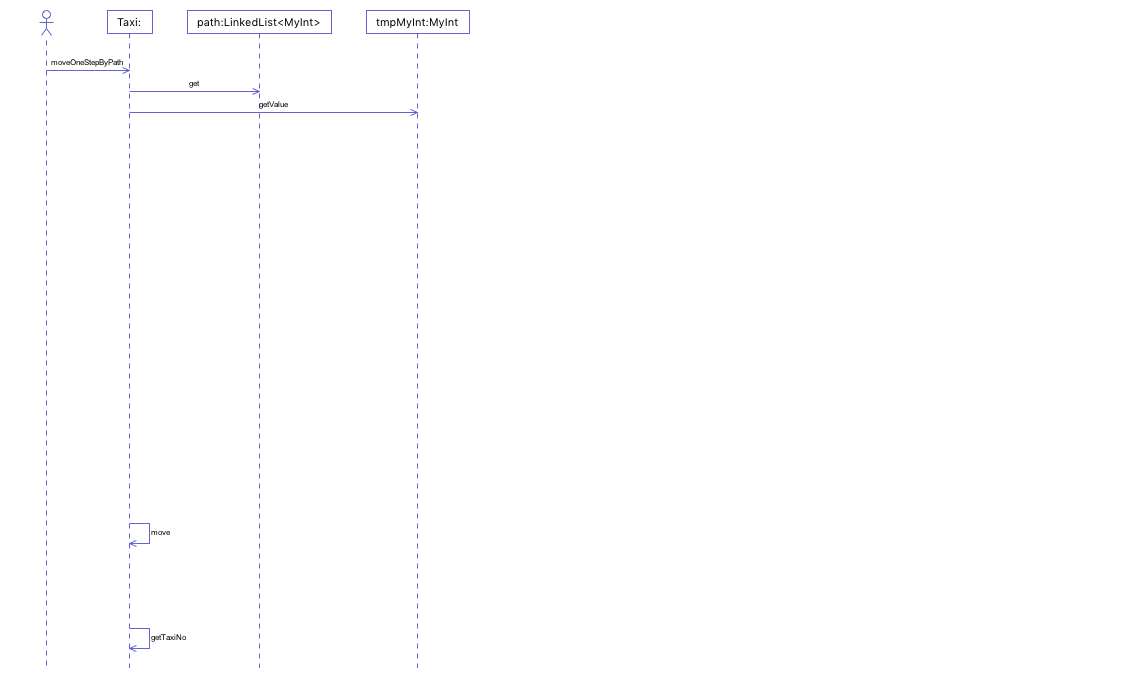 Taxi:
path:LinkedList<MyInt>
tmpMyInt:MyInt
moveOneStepByPath
get
getValue
move
getTaxiNo